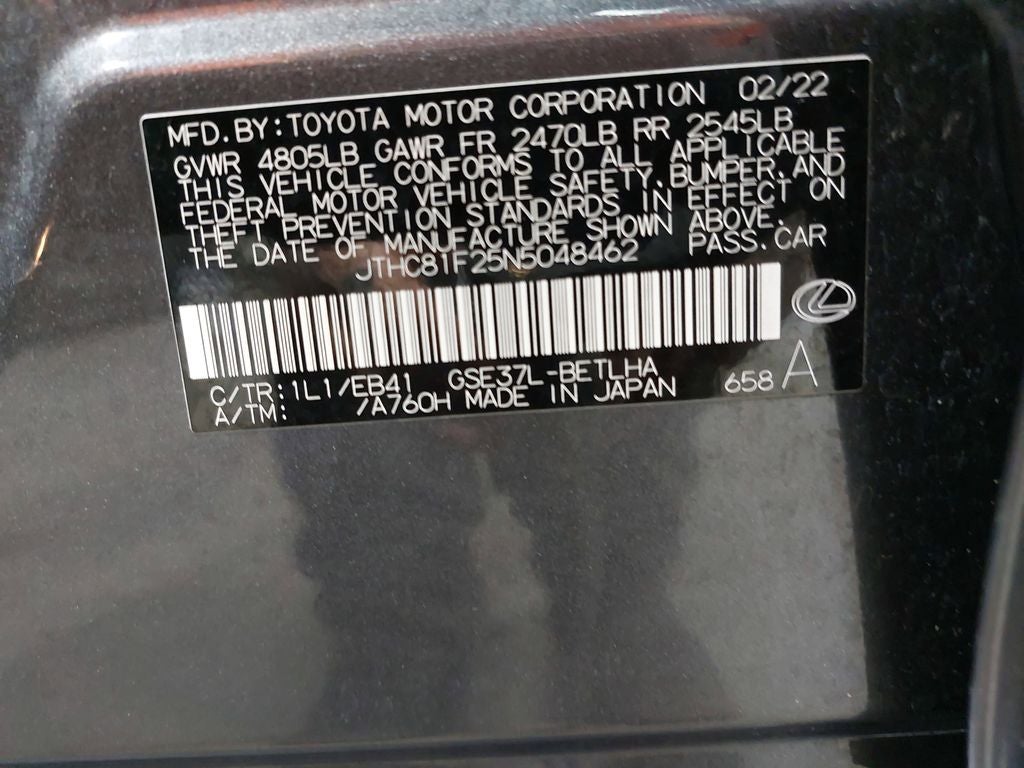 MFD.BY:TOYOTA MOTOR CORPORATION 02/22
GVWR 4805LB GAWR FR 2470LB RR 2545LB
THIS VEHICLE CONFORMS TO ALL APPLICABLE
FEDERAL MOTOR VEHICLE SAFETY,BUMPER,AND
THEFT PREVENTION STANDARDS IN EFFECT ON
THE DATE OF MANUFACTURE SHOWN ABOVE.
JTHC81F25N5048462 PASS.CAR
C/TR:1L1/EB41 GSE37L-BETLHA
A/TM: /A760H MADE IN JAPAN 658 A